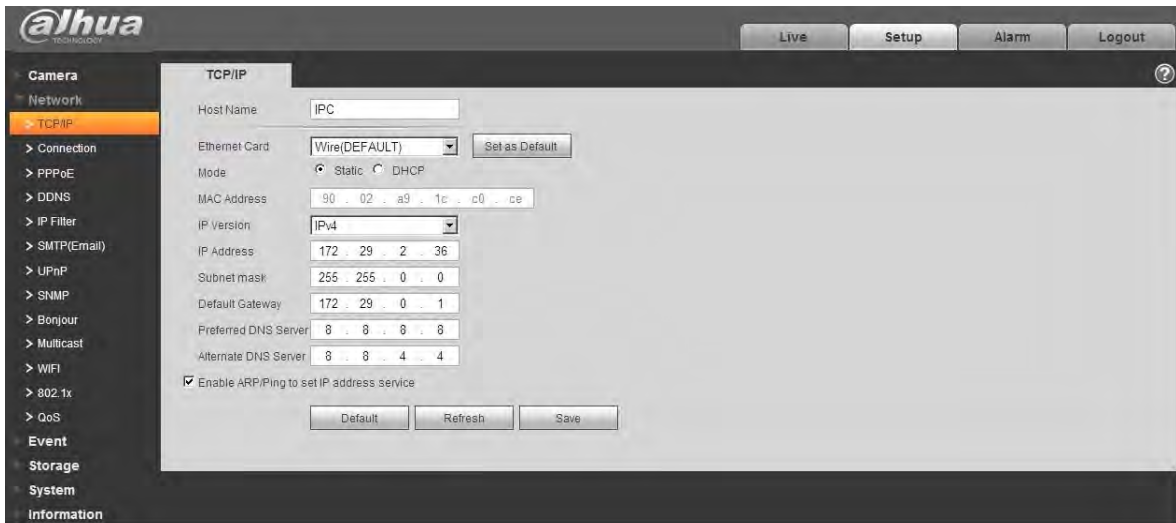 alhua
TECHNOLOGY
Live Setup Alarm Logout
Camera
Network
TCP/IP
> Connection
> PPPoE
> DDNS
> IP Filter
> SMTP(Email)
> UPnP
> SNMP
> Bonjour
> Multicast
> WIFI
> 802.1x
> QoS
Event
Storage
System
Information
TCP/IP
?
Host Name IPC
Ethernet Card Wire(DEFAULT) Set as Default
Mode Static DHCP
MAC Address 90 . 02 . a9 . 1c . c0 . ce
IP Version IPv4
IP Address 172 . 29 . 2 . 36
Subnet mask 255 . 255 . 0 . 0
Default Gateway 172 . 29 . 0 . 1
Preferred DNS Server 8 . 8 . 8 . 8
Alternate DNS Server 8 . 8 . 4 . 4
Enable ARP/Ping to set IP address service
Default Refresh Save